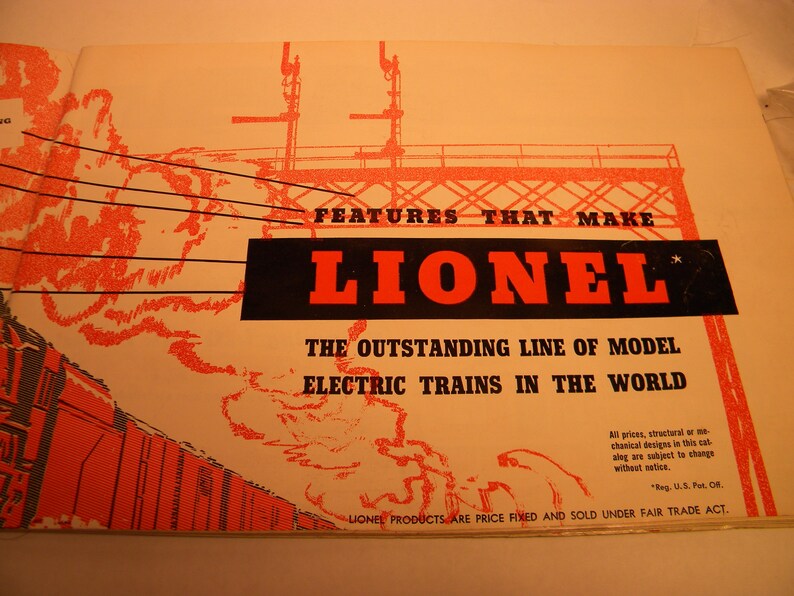 FEATURES THAT MAKE
LIONEL*
THE OUTSTANDING LINE OF MODEL
ELECTRIC TRAINS IN THE WORLD
All prices, structural or me-
chanical designs in this cat-
alog are subject to change
without notice.
*Reg. U.S. Pat. Off.
LIONEL PRODUCTS ARE PRICE FIXED AND SOLD UNDER FAIR TRADE ACT.